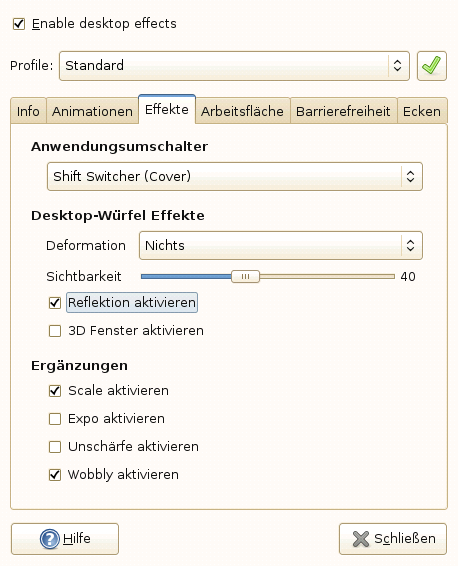 Enable desktop effects
Profile: Standard
Info Animationen Effekte Arbeitsfläche Barrierefreiheit Ecken
Anwendungsumschalter
Shift Switcher (Cover)
Desktop-Würfel Effekte
Deformation Nichts
Sichtbarkeit 40
Reflektion aktivieren
3D Fenster aktivieren
Ergänzungen
Scale aktivieren
Expo aktivieren
Unschärfe aktivieren
Wobbly aktivieren
Hilfe Schließen